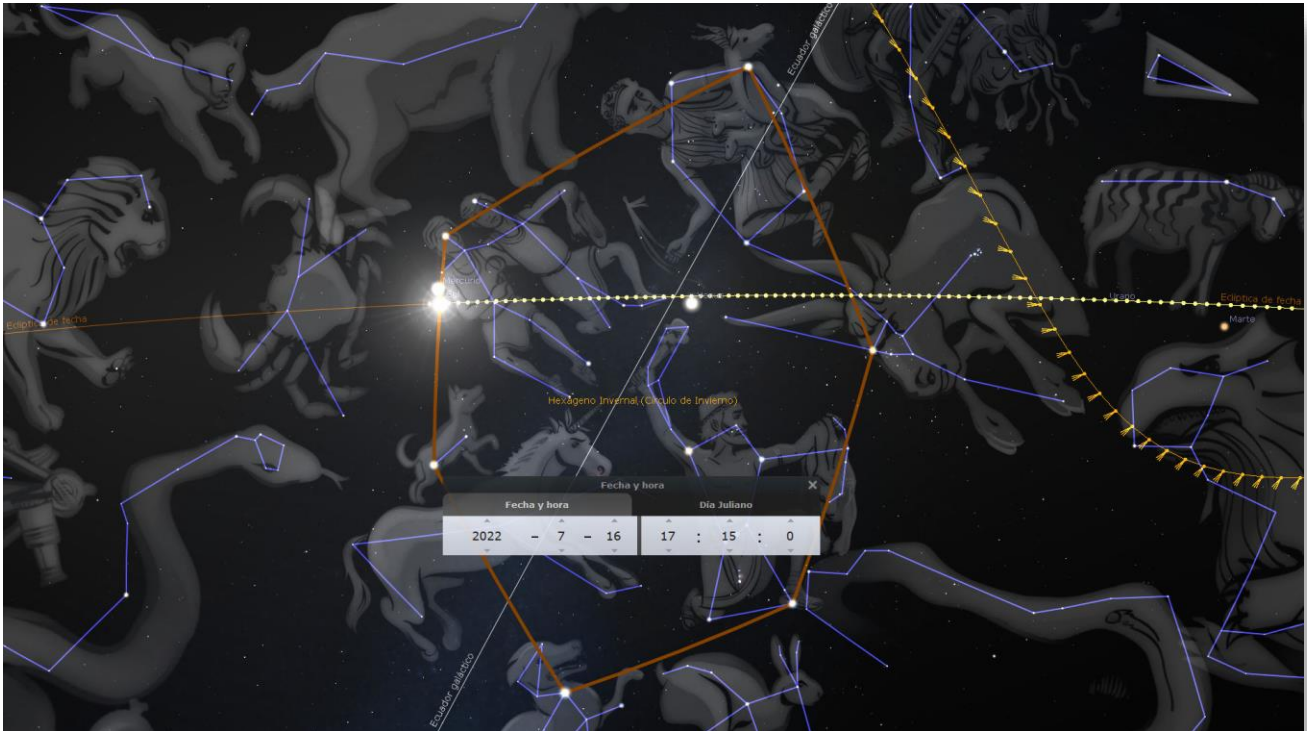 Ecuador galáctico
Mercurio
Urano
Eclíptica de fecha
Marte
Eclíptica de fecha
Hexágono Invernal (Círculo de Invierno)
Fecha y hora
Fecha y hora Día Juliano
2022 - 7 - 16 17 : 15 : 0
Ecuador galáctico